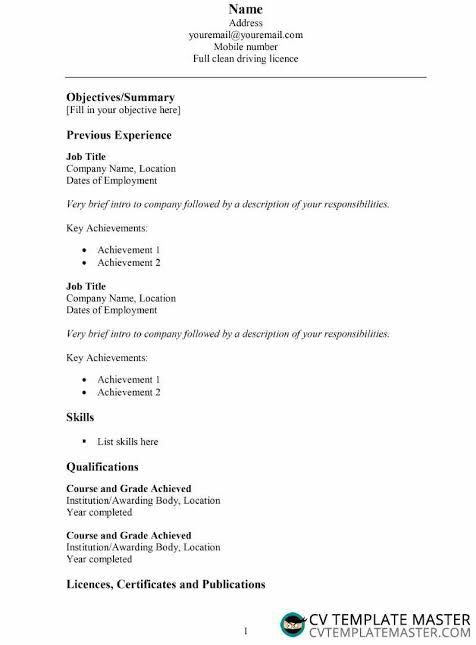 Name
Address
youremail@youremail.com
Mobile number
Full clean driving licence
Objectives/Summary
[Fill in your objective here]
Previous Experience
Job Title
Company Name, Location
Dates of Employment
Very brief intro to company followed by a description of your responsibilities.
Key Achievements:
• Achievement 1
• Achievement 2
Job Title
Company Name, Location
Dates of Employment
Very brief intro to company followed by a description of your responsibilities.
Key Achievements:
• Achievement 1
• Achievement 2
Skills
▪ List skills here
Qualifications
Course and Grade Achieved
Institution/Awarding Body, Location
Year completed
Course and Grade Achieved
Institution/Awarding Body, Location
Year completed
Licences, Certificates and Publications
1
CV TEMPLATE MASTER
CVTEMPLATEMASTER.COM